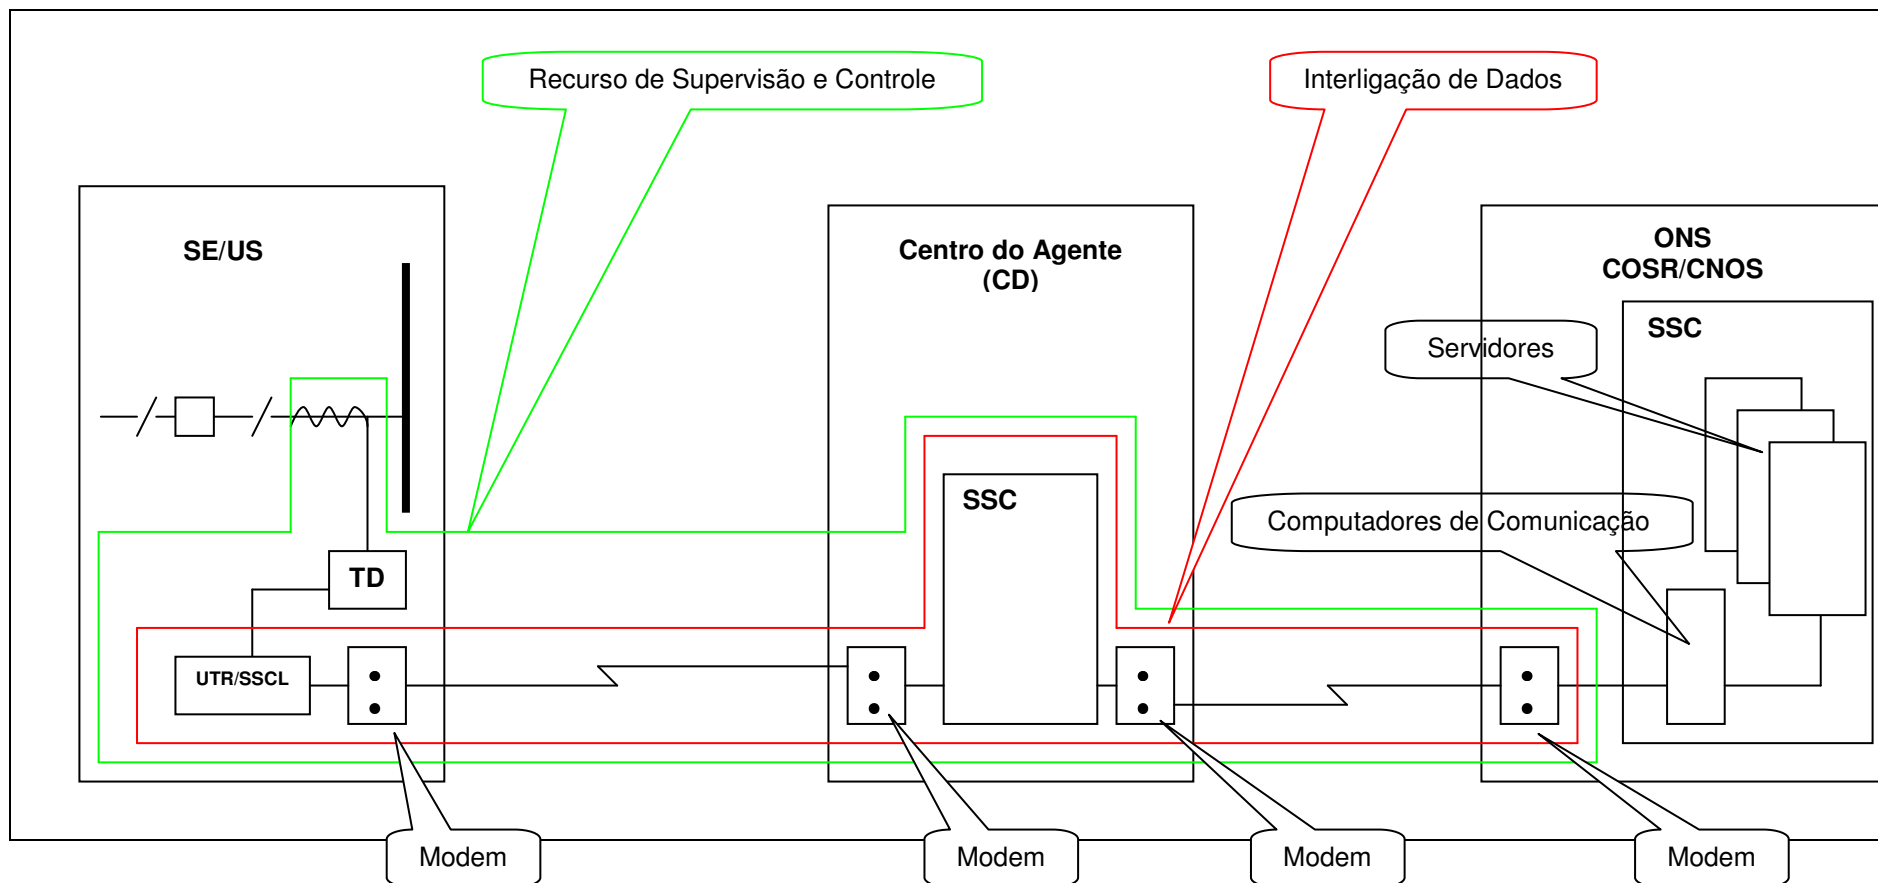 Recurso de Supervisão e Controle
Interligação de Dados
SE/US
Centro do Agente
(CD)
ONS
COSR/CNOS
SSC
Servidores
SSC
Computadores de Comunicação
TD
UTR/SSCL
Modem
Modem
Modem
Modem